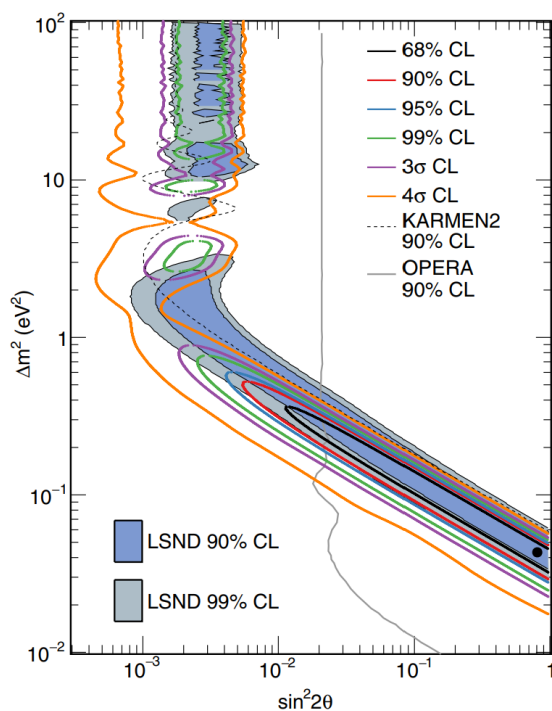 10²
10
1
10⁻¹
10⁻²
Δm² (eV²)
68% CL
90% CL
95% CL
99% CL
3σ CL
4σ CL
KARMEN2
90% CL
OPERA
90% CL
LSND 90% CL
LSND 99% CL
10⁻³
10⁻²
10⁻¹
1
sin²2θ